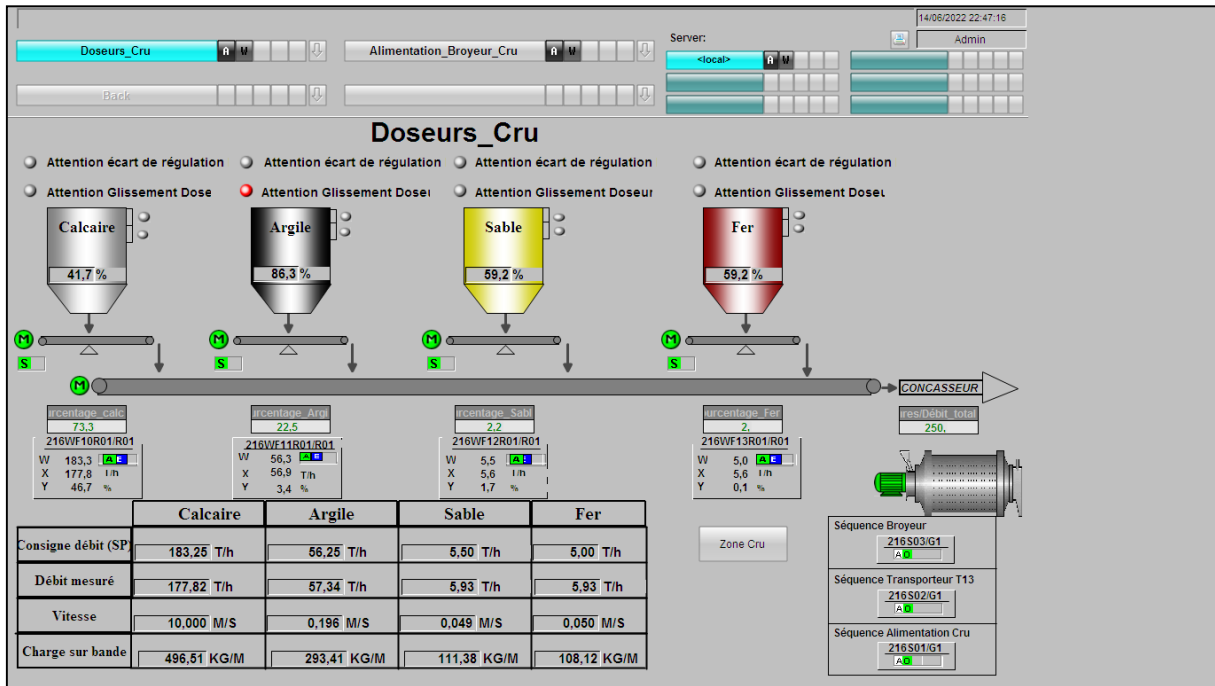 14/06/2022 22:47:16
Doseurs_Cru A W Alimentation_Broyeur_Cru A W Server: Admin
<local> A W
Back
Doseurs_Cru
Attention écart de régulation Attention écart de régulation Attention écart de régulation Attention écart de régulation
Attention Glissement Dose Attention Glissement Doseu Attention Glissement Doseur Attention Glissement Doseu
Calcaire Argile Sable Fer
41,7 % 86,3 % 59,2 % 59,2 %
M M M M
S S S S
M CONCASSEUR
ircentage_calc urcentage_Argi rcentage_Sabl ourcentage_Fer res/Débit_total
73,3 22,5 2,2 2, 250,
216WF10R01/R01 216WF11R01/R01 216WF12R01/R01 216WF13R01/R01
W 183,3 A E W 56,3 A E W 5,5 A W 5,0 A E
X 177,8 T/h X 56,9 T/h X 5,6 T/h X 5,6 T/h
Y 46,7 % Y 3,4 % Y 1,7 % Y 0,1 %
Calcaire Argile Sable Fer
Consigne débit (SP) 183,25 T/h 56,25 T/h 5,50 T/h 5,00 T/h
Débit mesuré 177,82 T/h 57,34 T/h 5,93 T/h 5,93 T/h
Vitesse 10,000 M/S 0,196 M/S 0,049 M/S 0,050 M/S
Charge sur bande 496,51 KG/M 293,41 KG/M 111,38 KG/M 108,12 KG/M
Zone Cru
Séquence Broyeur
216S03/G1
A O
Séquence Transporteur T13
216S02/G1
A O
Séquence Alimentation Cru
216S01/G1
A O